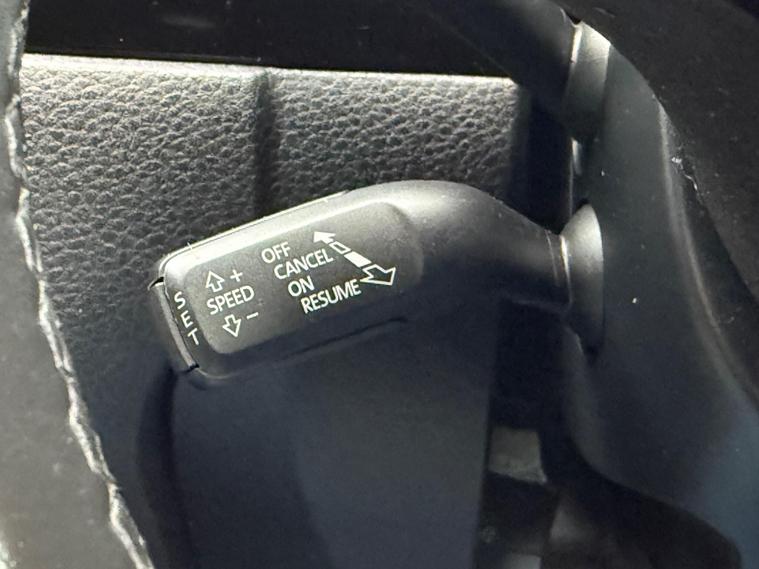 SET
+
SPEED
−
OFF
CANCEL
ON
RESUME